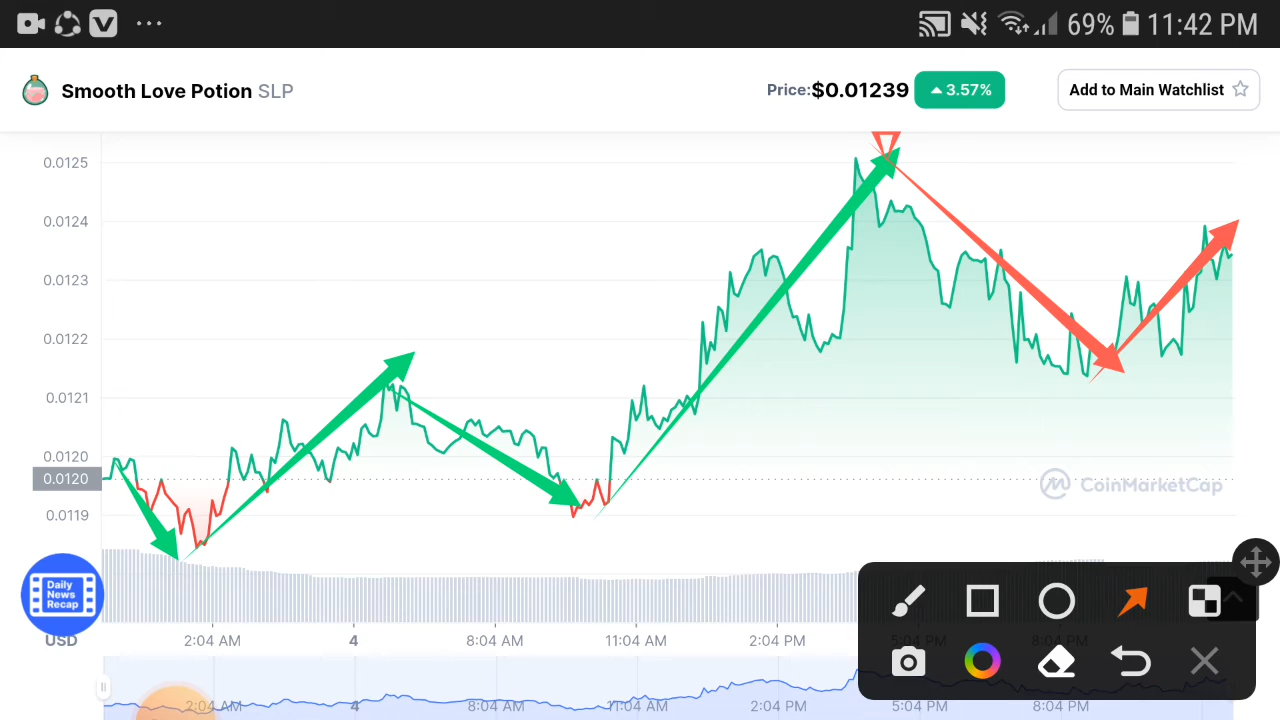 69% 11:42 PM
Smooth Love Potion SLP
Price:$0.01239
3.57%
Add to Main Watchlist
0.0125
0.0124
0.0123
0.0122
0.0121
0.0120
0.0120
0.0119
CoinMarketCap
Daily
News
Recap
USD
2:04 AM 4 8:04 AM 11:04 AM 2:04 PM 5:04 PM 8:04 PM
2:04 AM 4 8:04 AM 11:04 AM 2:04 PM 5:04 PM 8:04 PM